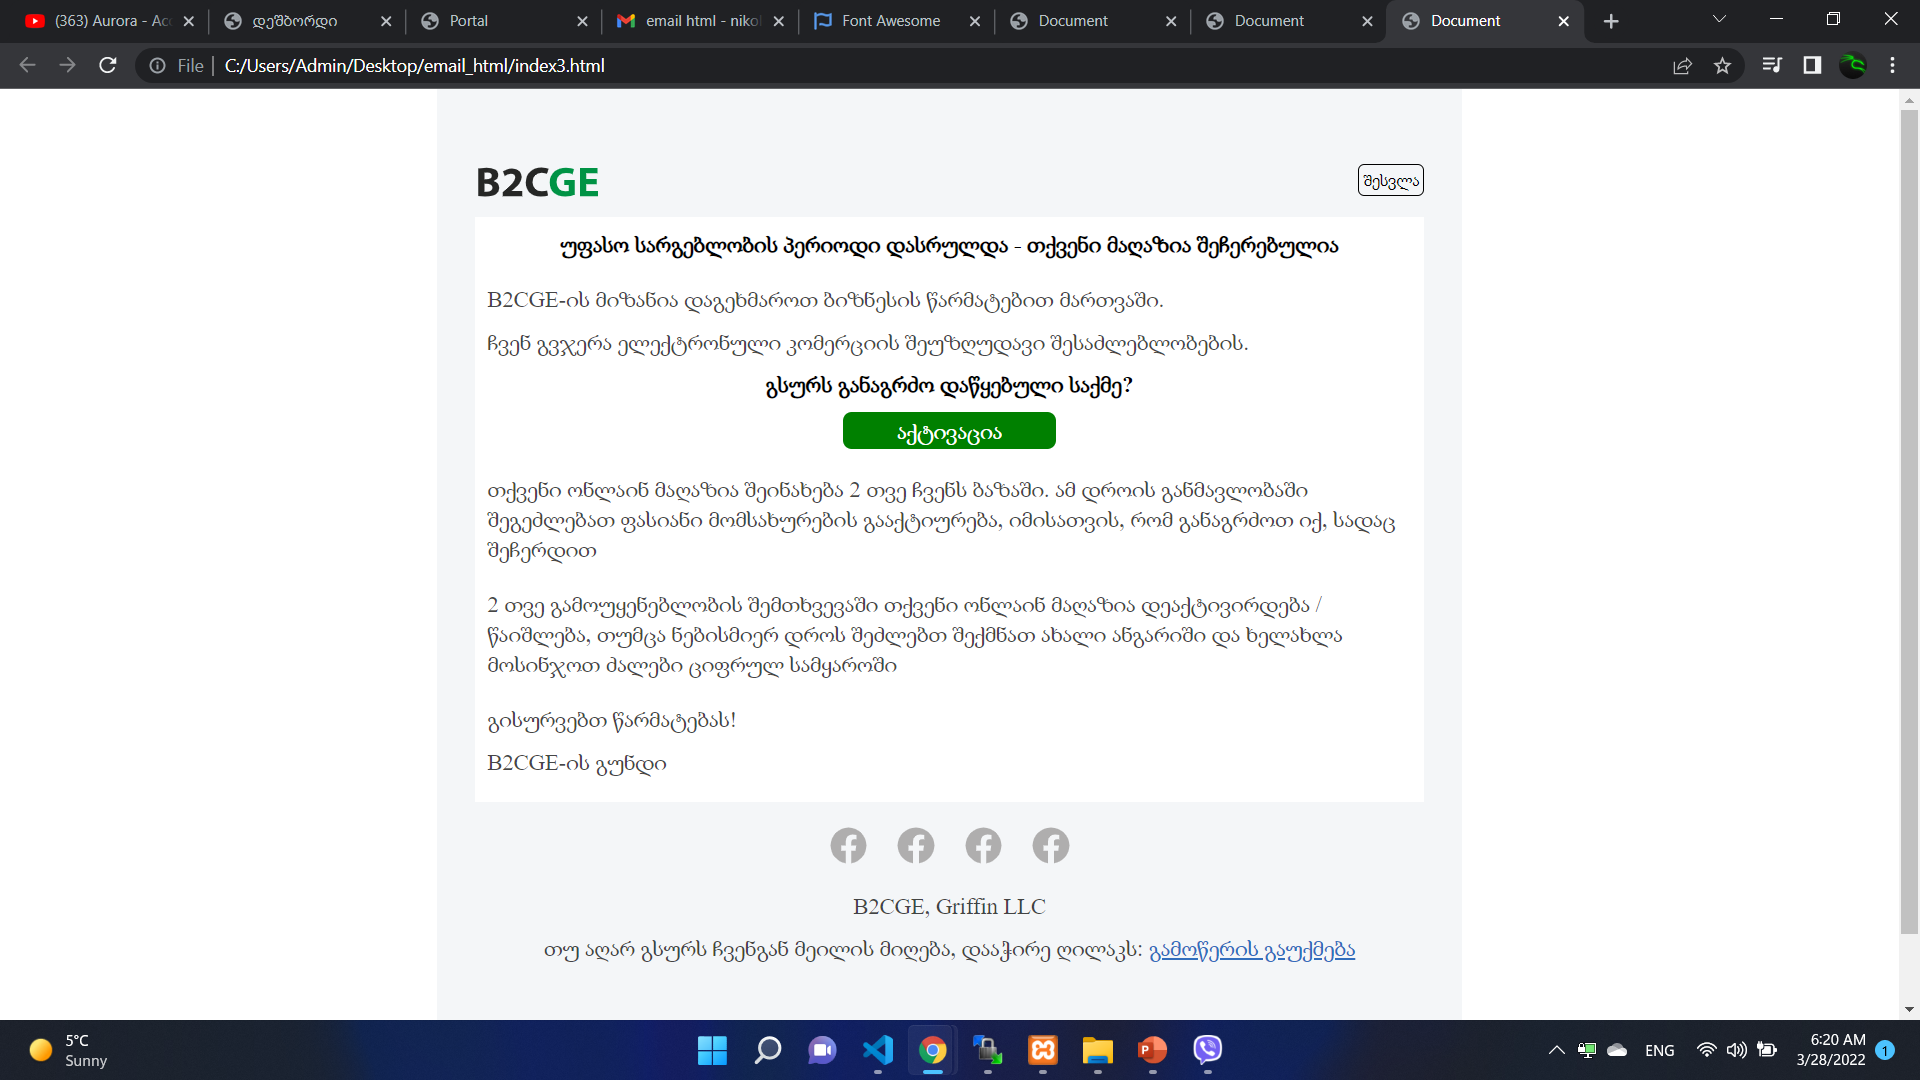 (363) Aurora - Ac
დეშბორდი
Portal
email html - niko
Font Awesome
Document
Document
Document
File
C:/Users/Admin/Desktop/email_html/index3.html
B2CGE
შესვლა
უფასო სარგებლობის პერიოდი დასრულდა - თქვენი მაღაზია შეჩერებულია
B2CGE-ის მიზანია დაგეხმაროთ ბიზნესის წარმატებით მართვაში.
ჩვენ გვჯერა ელექტრონული კომერციის შეუზღუდავი შესაძლებლობების.
გსურს განაგრძო დაწყებული საქმე?
აქტივაცია
თქვენი ონლაინ მაღაზია შეინახება 2 თვე ჩვენს ბაზაში. ამ დროის განმავლობაში
შეგეძლებათ ფასიანი მომსახურების გააქტიურება, იმისათვის, რომ განაგრძოთ იქ, სადაც
შეჩერდით
2 თვე გამოუყენებლობის შემთხვევაში თქვენი ონლაინ მაღაზია დეაქტივირდება /
წაიშლება, თუმცა ნებისმიერ დროს შეძლებთ შექმნათ ახალი ანგარიში და ხელახლა
მოსინჯოთ ძალები ციფრულ სამყაროში
გისურვებთ წარმატებას!
B2CGE-ის გუნდი
B2CGE, Griffin LLC
თუ აღარ გსურს ჩვენგან მეილის მიღება, დააჭირე ღილაკს: გამოწერის გაუქმება
5°C
Sunny
ENG
6:20 AM
3/28/2022
1